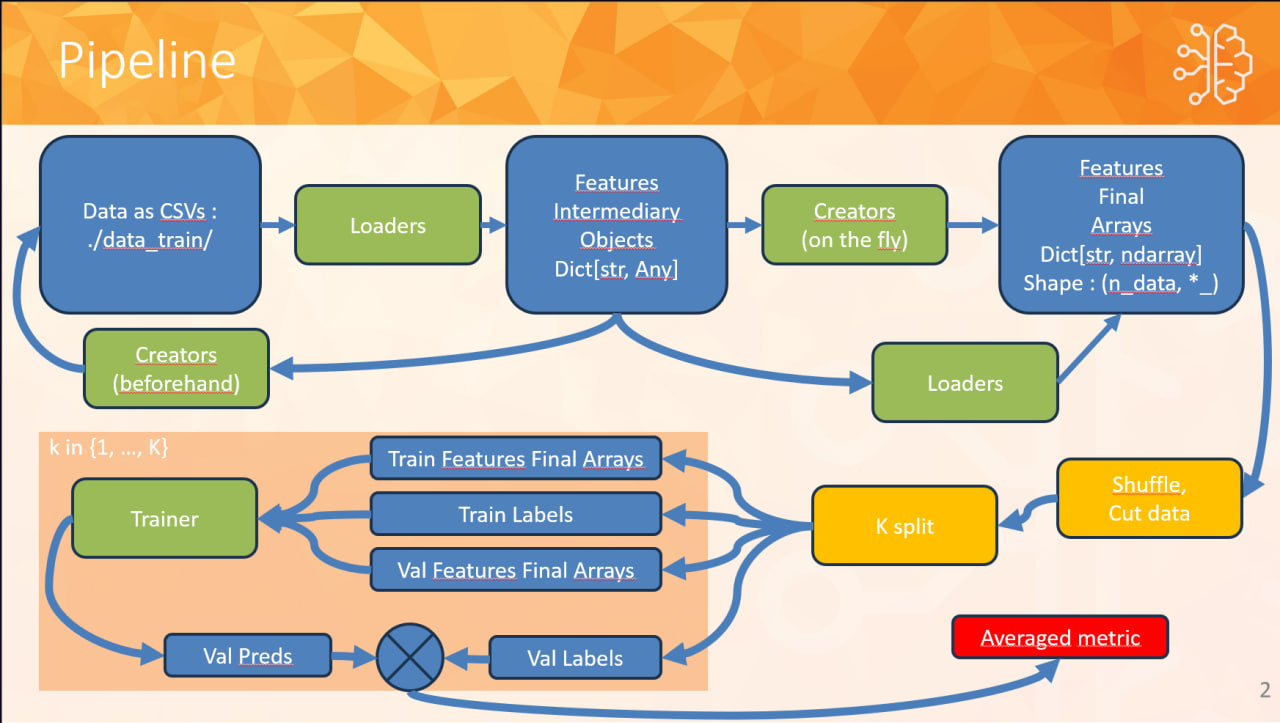 Pipeline
Data as CSVs :
./data_train/
Loaders
Features
Intermediary
Objects
Dict[str, Any]
Creators
(on the fly)
Features
Final
Arrays
Dict[str, ndarray]
Shape : (n_data, *_)
Creators
(beforehand)
Loaders
k in {1, ..., K}
Train Features Final Arrays
Trainer
Train Labels
Val Features Final Arrays
K split
Shuffle,
Cut data
Val Preds
Val Labels
Averaged metric
2